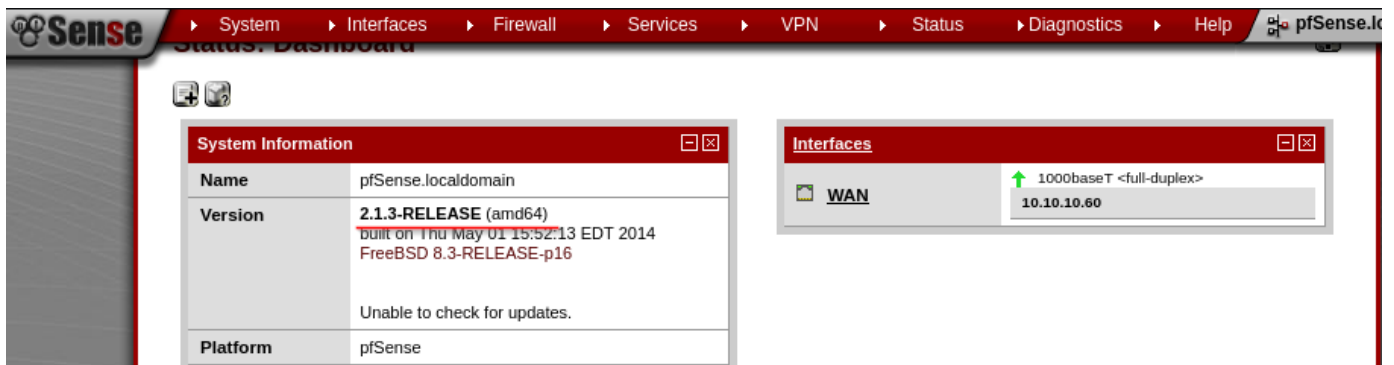 Sense System Interfaces Firewall Services VPN Status Diagnostics Help pfSense.lo
Status: Dashboard
System Information
Name pfSense.localdomain
Version 2.1.3-RELEASE (amd64)
built on Thu May 01 15:52:13 EDT 2014
FreeBSD 8.3-RELEASE-p16
Unable to check for updates.
Platform pfSense
Interfaces
WAN 1000baseT <full-duplex>
10.10.10.60